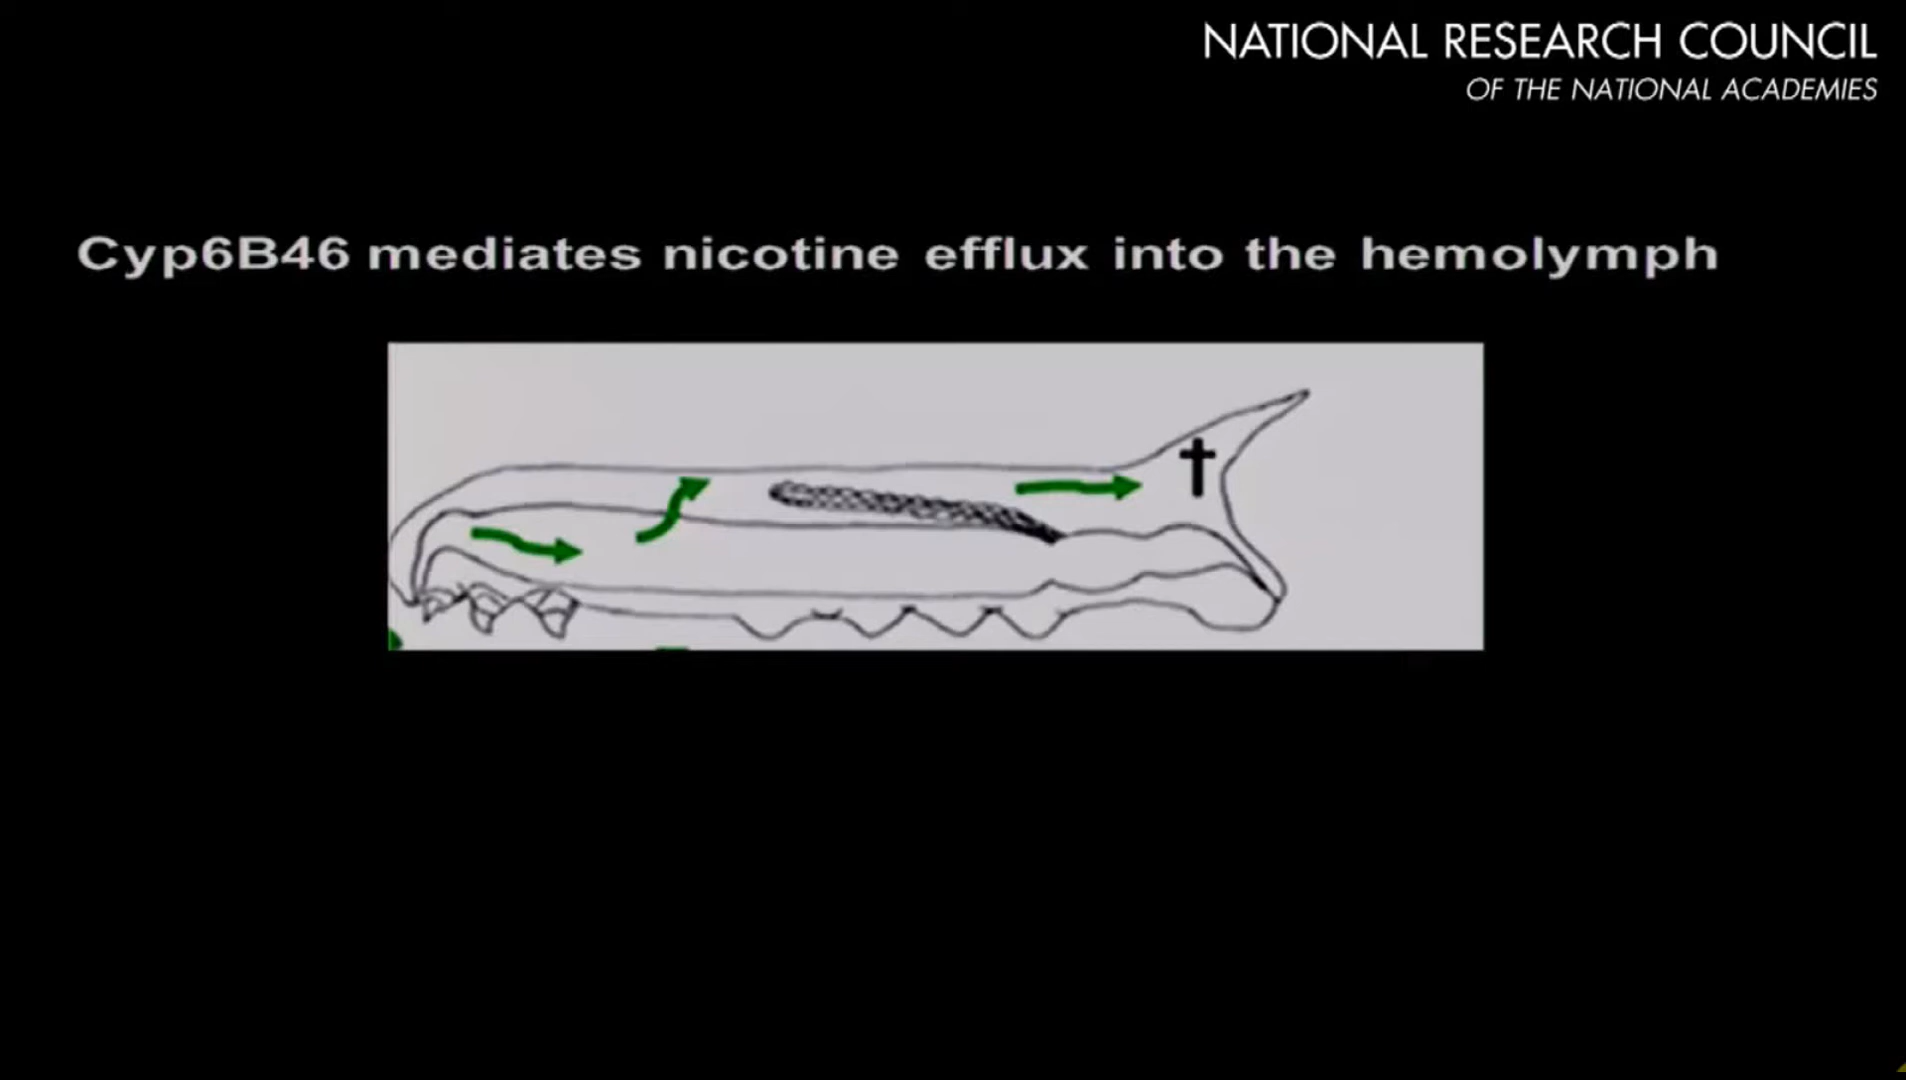 NATIONAL RESEARCH COUNCIL
OF THE NATIONAL ACADEMIES
Cyp6B46 mediates nicotine efflux into the hemolymph